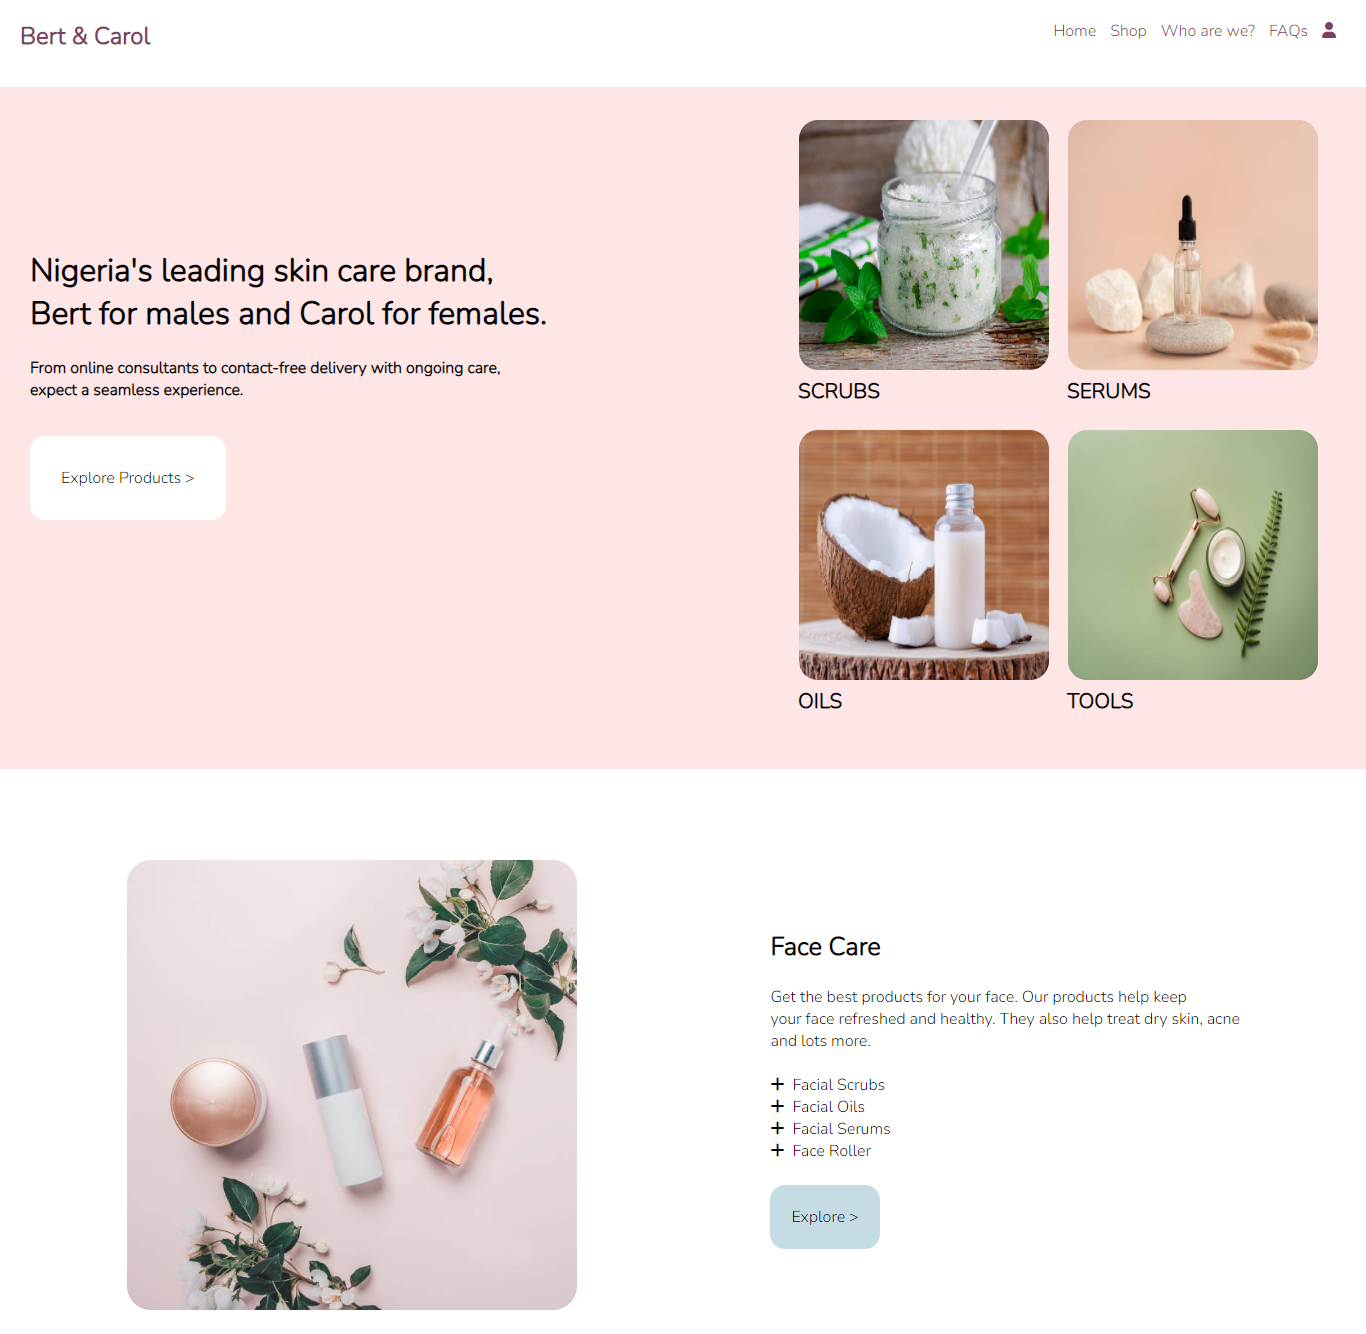 Bert & Carol
Home Shop Who are we? FAQs
Nigeria's leading skin care brand,
Bert for males and Carol for females.
From online consultants to contact-free delivery with ongoing care,
expect a seamless experience.
Explore Products >
SCRUBS
SERUMS
OILS
TOOLS
Face Care
Get the best products for your face. Our products help keep
your face refreshed and healthy. They also help treat dry skin, acne
and lots more.
Facial Scrubs
Facial Oils
Facial Serums
Face Roller
Explore >